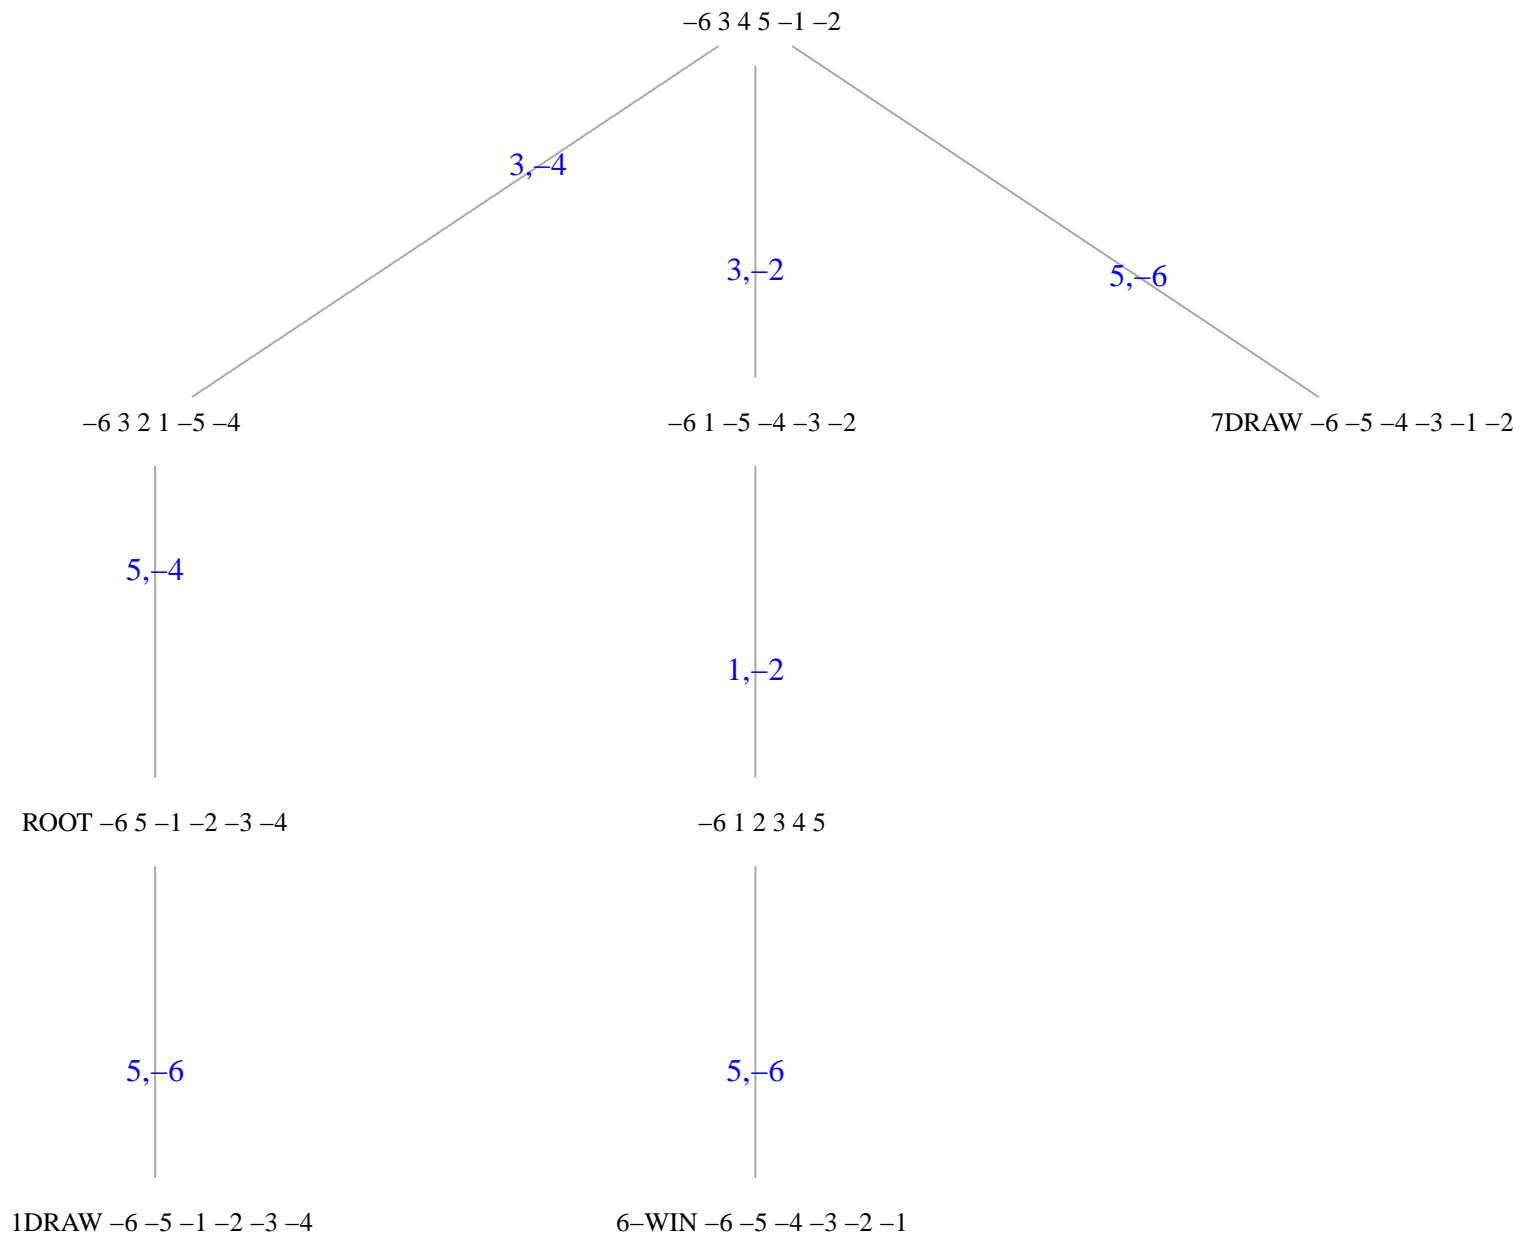 –6 3 4 5 –1 –2
3,–4
3,–2
5,–6
–6 3 2 1 –5 –4
–6 1 –5 –4 –3 –2
7DRAW –6 –5 –4 –3 –1 –2
5,–4
1,–2
ROOT –6 5 –1 –2 –3 –4
–6 1 2 3 4 5
5,–6
5,–6
1DRAW –6 –5 –1 –2 –3 –4
6–WIN –6 –5 –4 –3 –2 –1